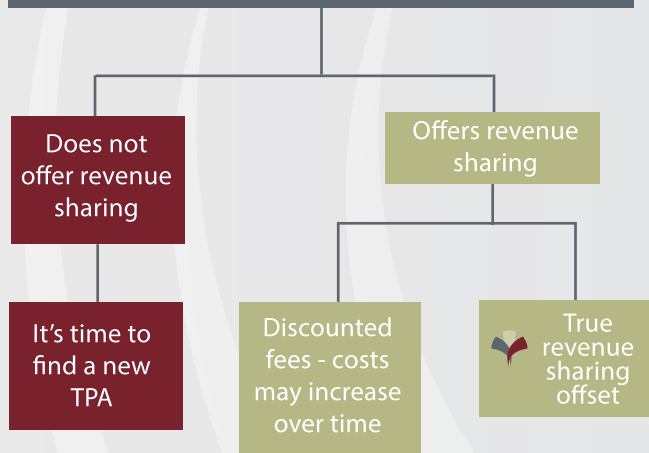 Does not
offer revenue
sharing
Offers revenue
sharing
It's time to
find a new
TPA
Discounted
fees - costs
may increase
over time
True
revenue
sharing
offset